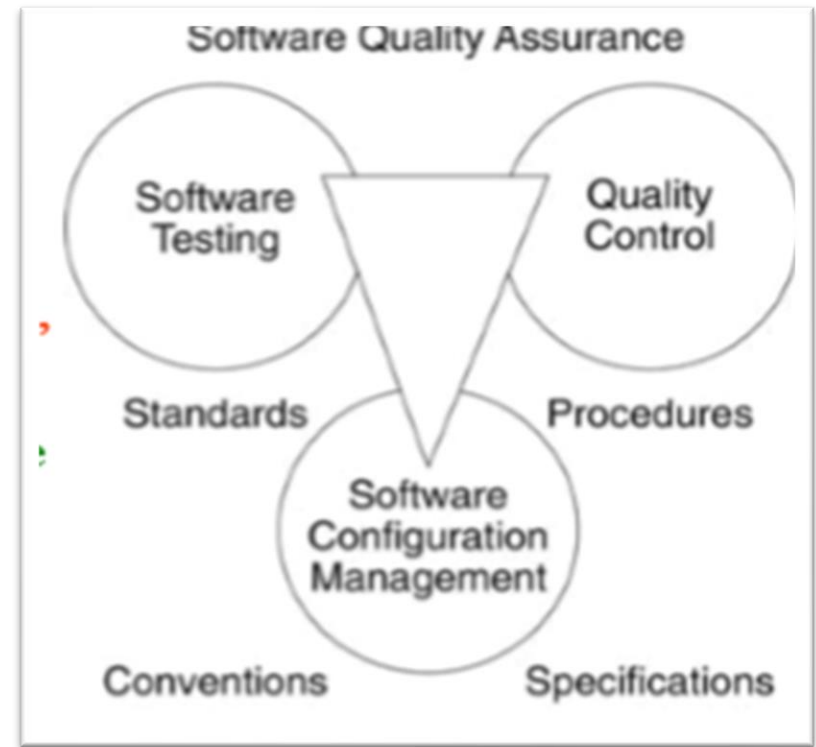 Software Quality Assurance
Software
Testing
Quality
Control
Standards
Procedures
Software
Configuration
Management
Conventions
Specifications